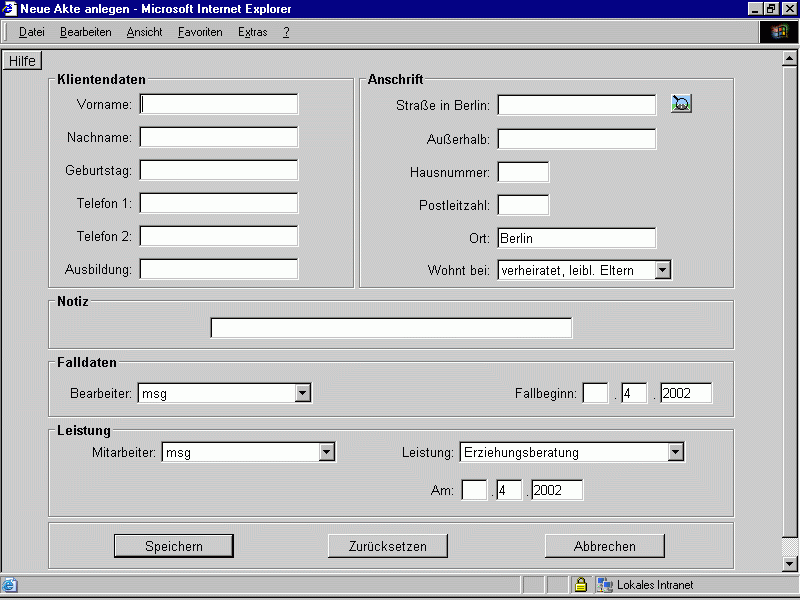 Neue Akte anlegen - Microsoft Internet Explorer
Datei Bearbeiten Ansicht Favoriten Extras ?
Hilfe
Klientendaten
Vorname:
Nachname:
Geburtstag:
Telefon 1:
Telefon 2:
Ausbildung:
Anschrift
Straße in Berlin:
Außerhalb:
Hausnummer:
Postleitzahl:
Ort: Berlin
Wohnt bei: verheiratet, leibl. Eltern
Notiz
Falldaten
Bearbeiter: msg Fallbeginn: . 4 . 2002
Leistung
Mitarbeiter: msg Leistung: Erziehungsberatung
Am: . 4 . 2002
Speichern Zurücksetzen Abbrechen
Lokales Intranet